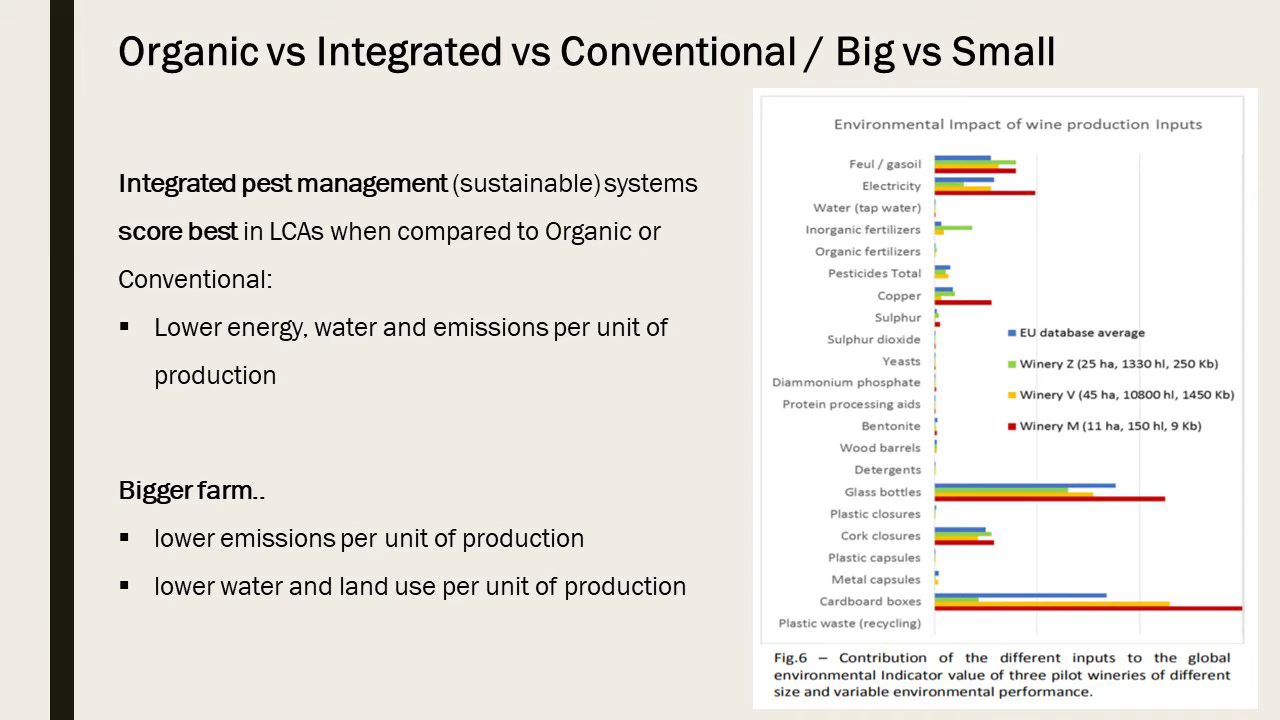 Organic vs Integrated vs Conventional / Big vs Small
Integrated pest management (sustainable) systems
score best in LCAs when compared to Organic or
Conventional:
▪ Lower energy, water and emissions per unit of
production
Bigger farm..
▪ lower emissions per unit of production
▪ lower water and land use per unit of production
Environmental Impact of wine production Inputs
Feul / gasoil
Electricity
Water (tap water)
Inorganic fertilizers
Organic fertilizers
Pesticides Total
Copper
Sulphur
Sulphur dioxide
Yeasts
Diammonium phosphate
Protein processing aids
Bentonite
Wood barrels
Detergents
Glass bottles
Plastic closures
Cork closures
Plastic capsules
Metal capsules
Cardboard boxes
Plastic waste (recycling)
EU database average
Winery Z (25 ha, 1330 hl, 250 Kb)
Winery V (45 ha, 10800 hl, 1450 Kb)
Winery M (11 ha, 150 hl, 9 Kb)
Fig.6 – Contribution of the different inputs to the global
environmental Indicator value of three pilot wineries of different
size and variable environmental performance.